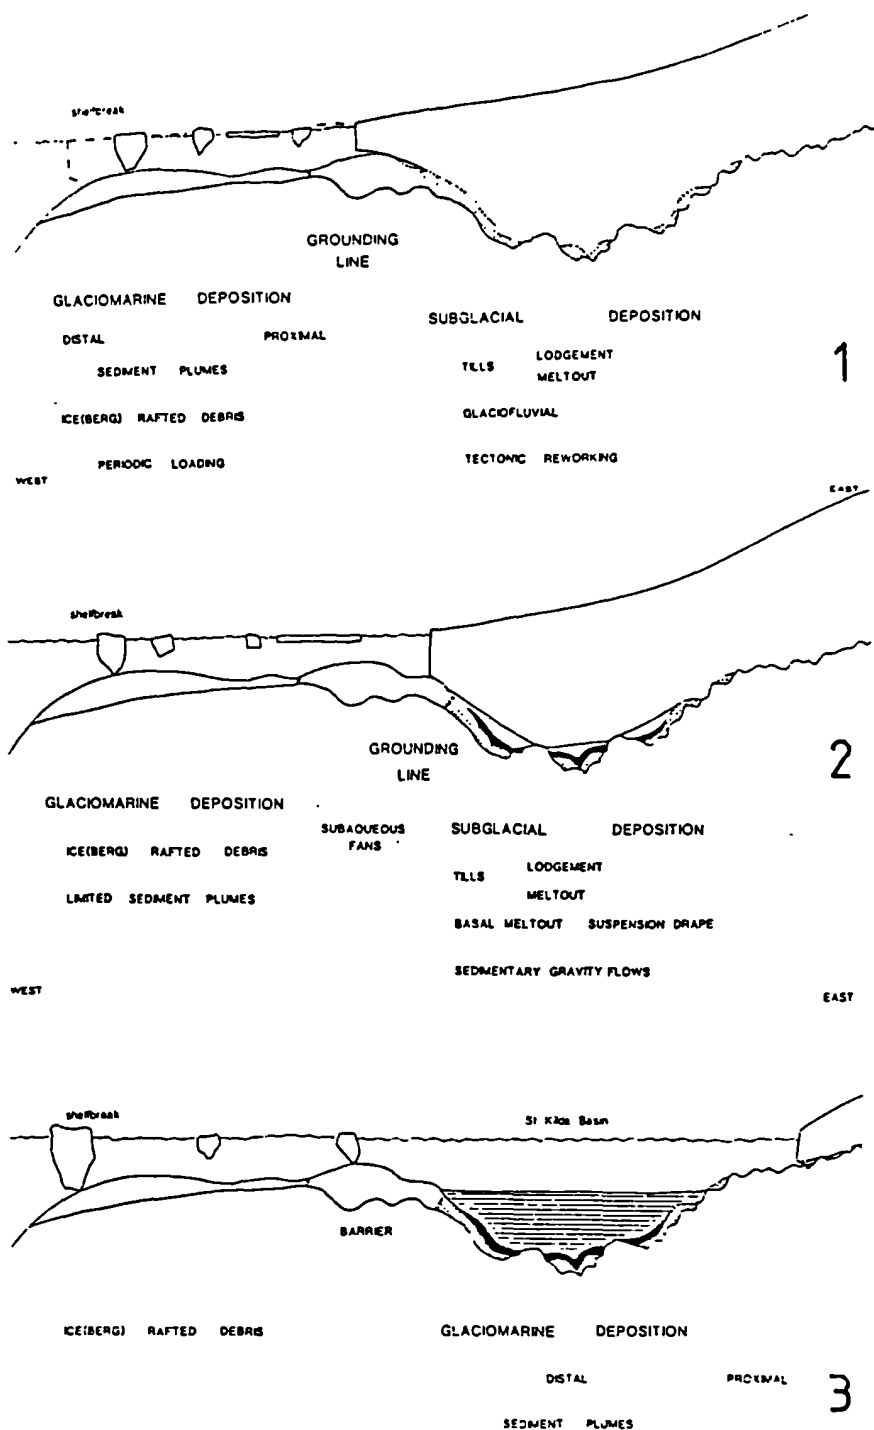 shelfbreak
GROUNDING
LINE
GLACIOMARINE DEPOSITION
SUBGLACIAL DEPOSITION
DISTAL PROXIMAL
LODGEMENT
TILLS
MELTOUT
SEDIMENT PLUMES
1
ICE(BERG) RAFTED DEBRIS
GLACIOFLUVIAL
PERIODIC LOADING
TECTONIC REWORKING
WEST
EAST
shelfbreak
GROUNDING
LINE
2
GLACIOMARINE DEPOSITION
SUBAQUEOUS
FANS
SUBGLACIAL DEPOSITION
ICE(BERG) RAFTED DEBRIS
LODGEMENT
TILLS
MELTOUT
LIMITED SEDIMENT PLUMES
BASAL MELTOUT SUSPENSION DRAPE
SEDIMENTARY GRAVITY FLOWS
WEST
EAST
shelfbreak
St Kilda Basin
BARRIER
ICE(BERG) RAFTED DEBRIS
GLACIOMARINE DEPOSITION
DISTAL PROXIMAL
3
SEDIMENT PLUMES